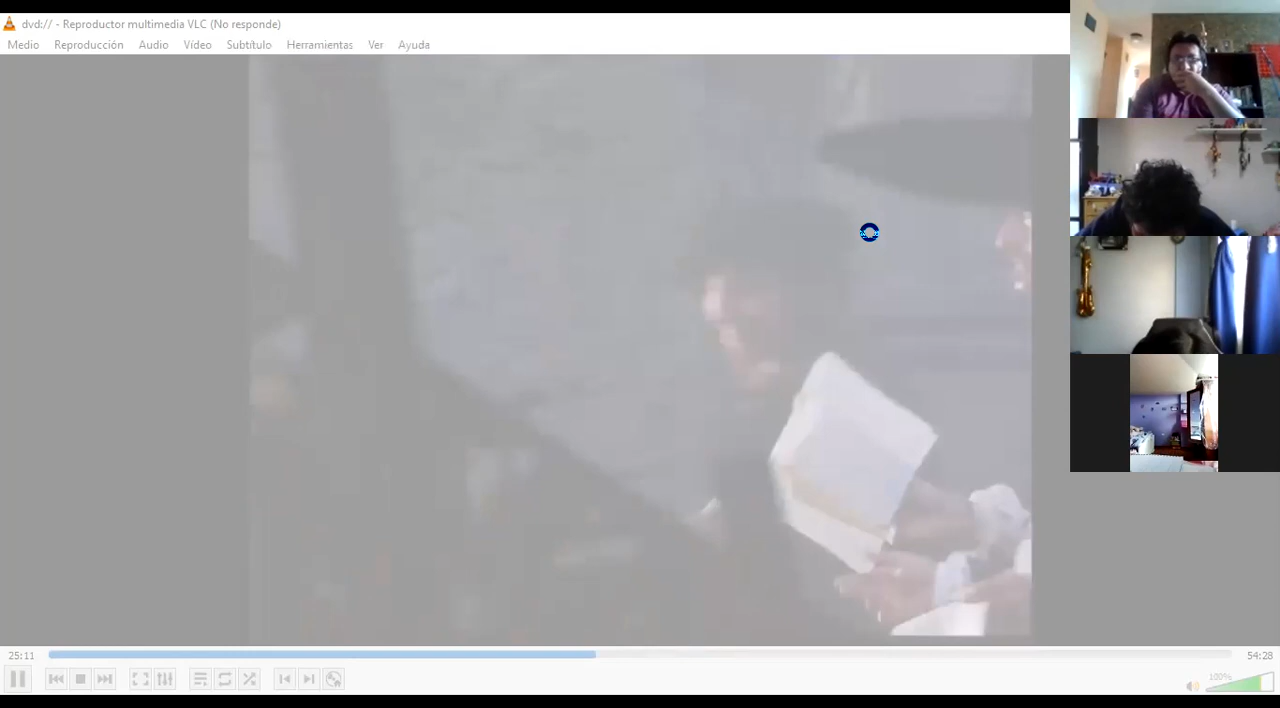 dvd:// - Reproductor multimedia VLC (No responde)
Medio Reproducción Audio Vídeo Subtítulo Herramientas Ver Ayuda
25:11 54:28
100%